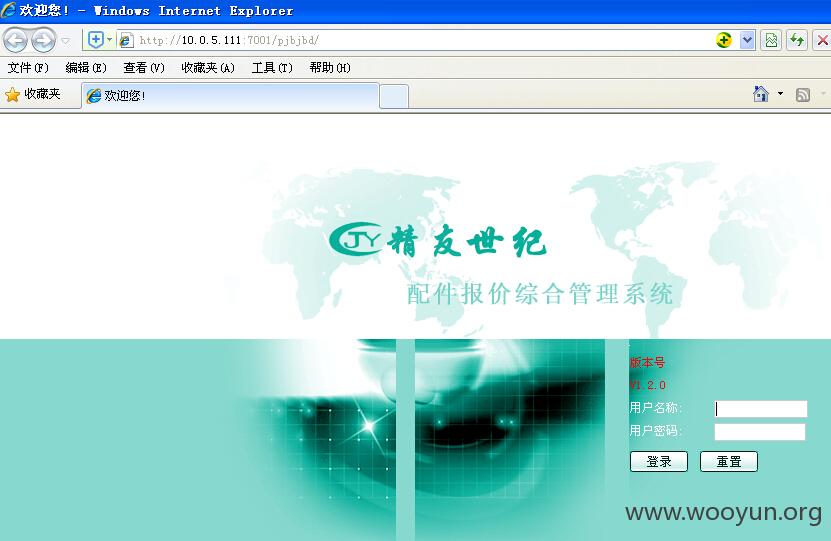 欢迎您! - Windows Internet Explorer
http://10.0.5.111:7001/pjbjbd/
文件(F) 编辑(E) 查看(V) 收藏夹(A) 工具(T) 帮助(H)
收藏夹 欢迎您!
JY 精友世纪
配件报价综合管理系统
版本号
V1.2.0
用户名称:
用户密码:
登录 重置
www.wooyun.org